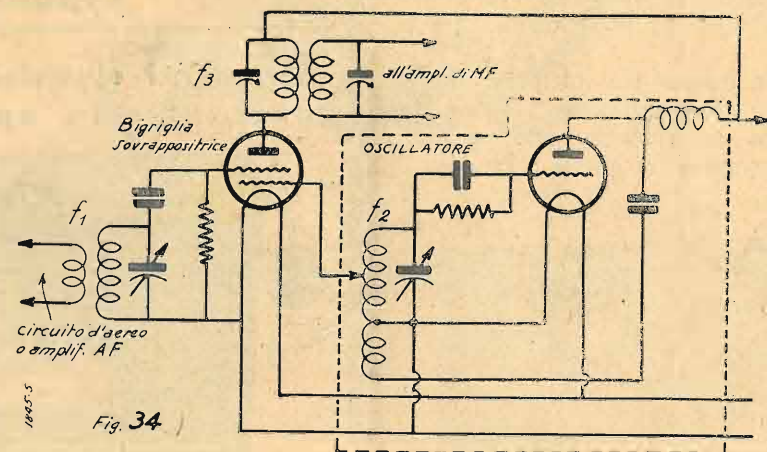 f3
all'ampl. di MF
Bigriglia
sovrappositrice
OSCILLATORE
f1
f2
circuito d'aereo
o amplif. AF
1845-5
Fig. 34